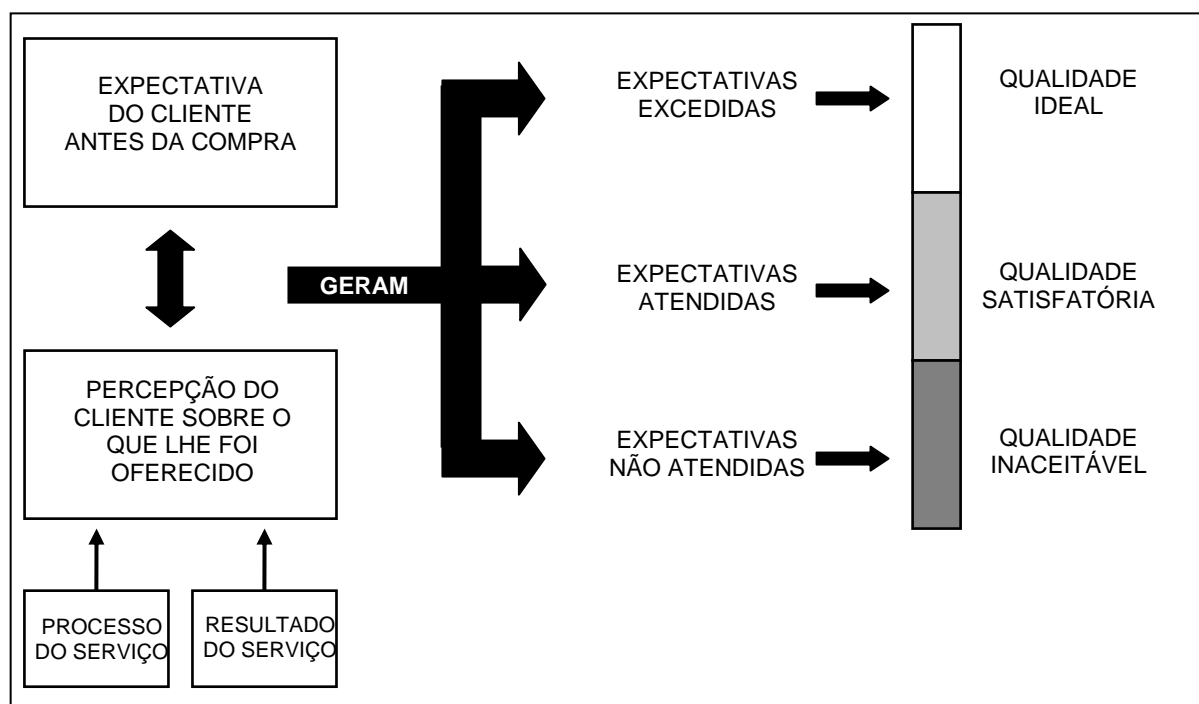 EXPECTATIVA
DO CLIENTE
ANTES DA COMPRA
PERCEPÇÃO DO
CLIENTE SOBRE O
QUE LHE FOI
OFERECIDO
PROCESSO
DO SERVIÇO
RESULTADO
DO SERVIÇO
GERAM
EXPECTATIVAS
EXCEDIDAS
QUALIDADE
IDEAL
EXPECTATIVAS
ATENDIDAS
QUALIDADE
SATISFATÓRIA
EXPECTATIVAS
NÃO ATENDIDAS
QUALIDADE
INACEITÁVEL